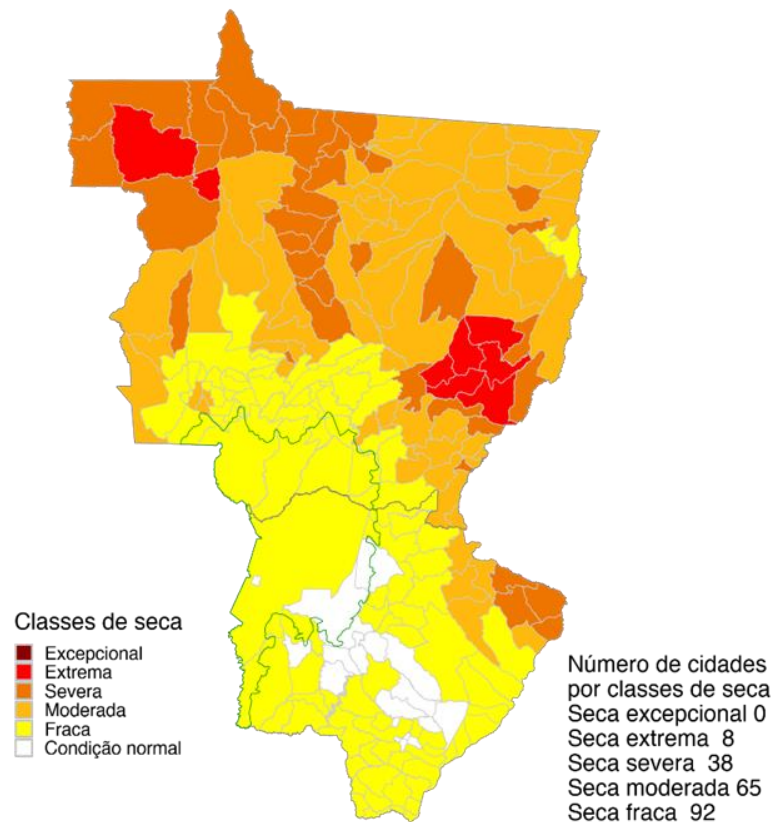 Classes de seca
Excepcional
Extrema
Severa
Moderada
Fraca
Condição normal
Número de cidades
por classes de seca
Seca excepcional 0
Seca extrema 8
Seca severa 38
Seca moderada 65
Seca fraca 92